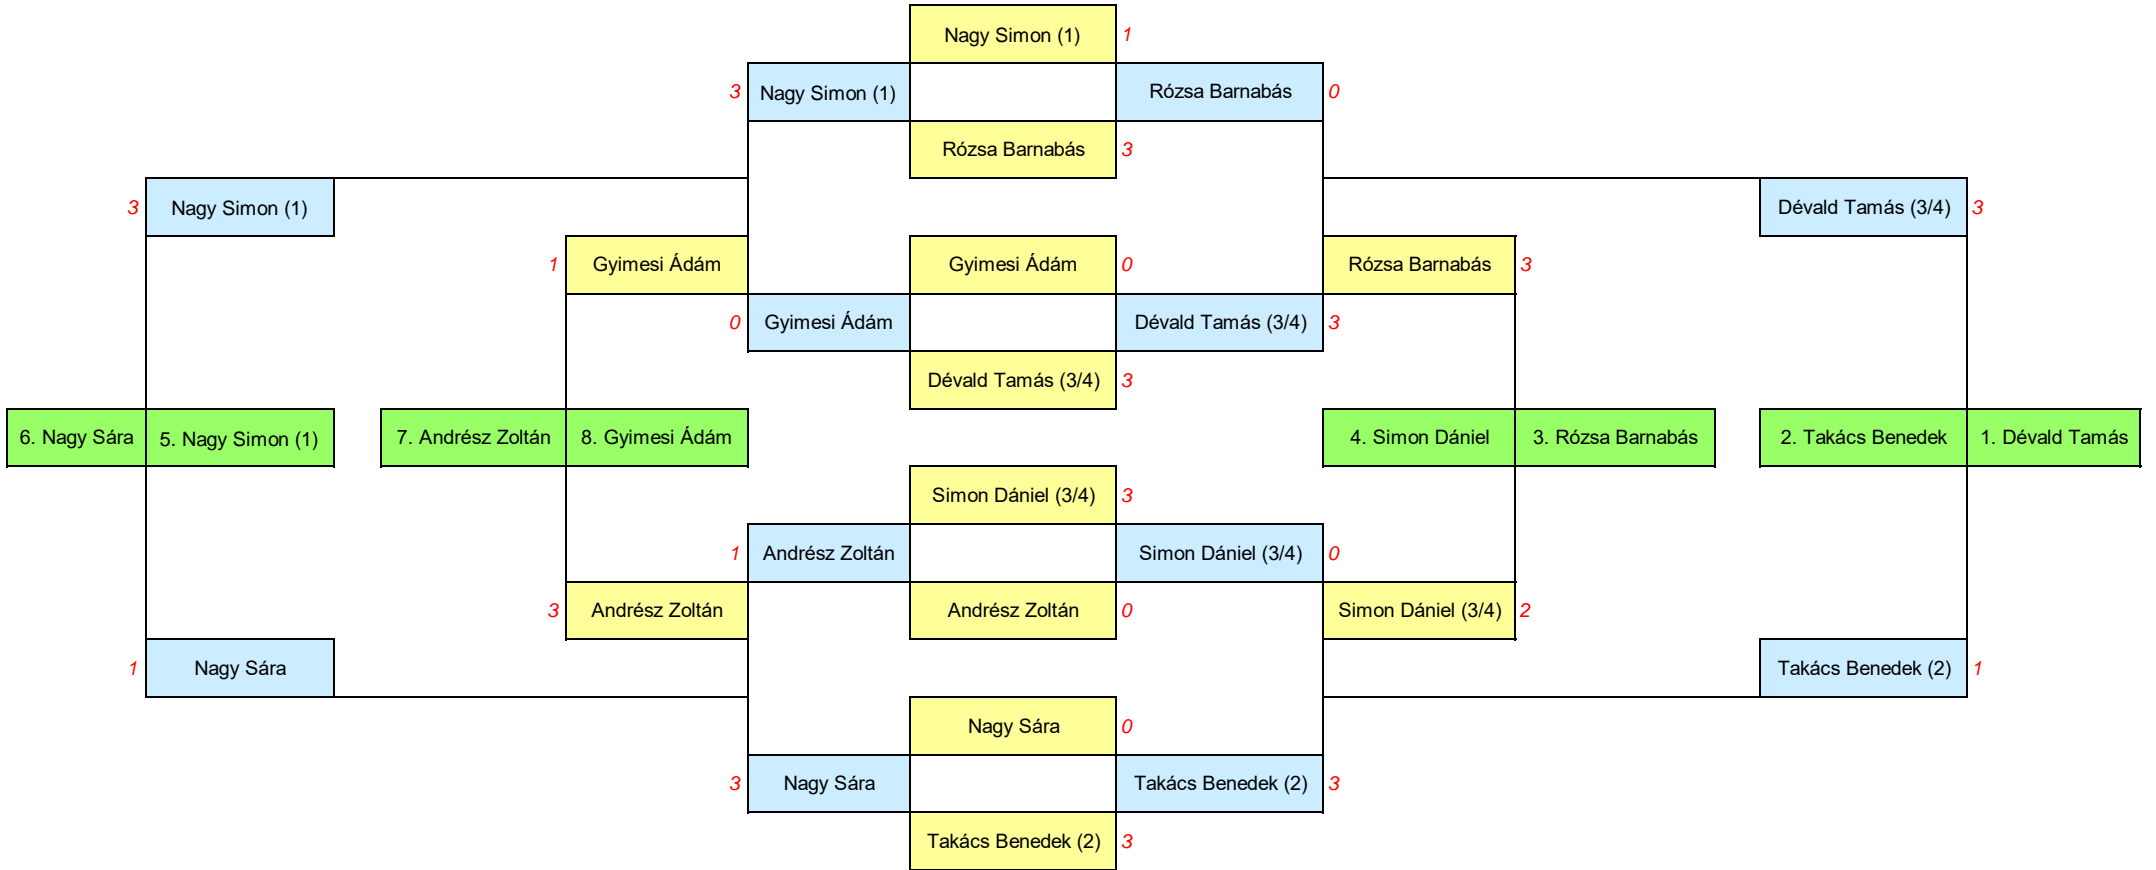 Nagy Simon (1) 1
3 Nagy Simon (1) Rózsa Barnabás 0
Rózsa Barnabás 3
3 Nagy Simon (1) Dévald Tamás (3/4) 3
1 Gyimesi Ádám Gyimesi Ádám 0 Rózsa Barnabás 3
0 Gyimesi Ádám Dévald Tamás (3/4) 3
Dévald Tamás (3/4) 3
6. Nagy Sára 5. Nagy Simon (1) 7. Andrész Zoltán 8. Gyimesi Ádám 4. Simon Dániel 3. Rózsa Barnabás 2. Takács Benedek 1. Dévald Tamás
Simon Dániel (3/4) 3
1 Andrész Zoltán Simon Dániel (3/4) 0
3 Andrész Zoltán Andrész Zoltán 0 Simon Dániel (3/4) 2
1 Nagy Sára Takács Benedek (2) 1
Nagy Sára 0
3 Nagy Sára Takács Benedek (2) 3
Takács Benedek (2) 3